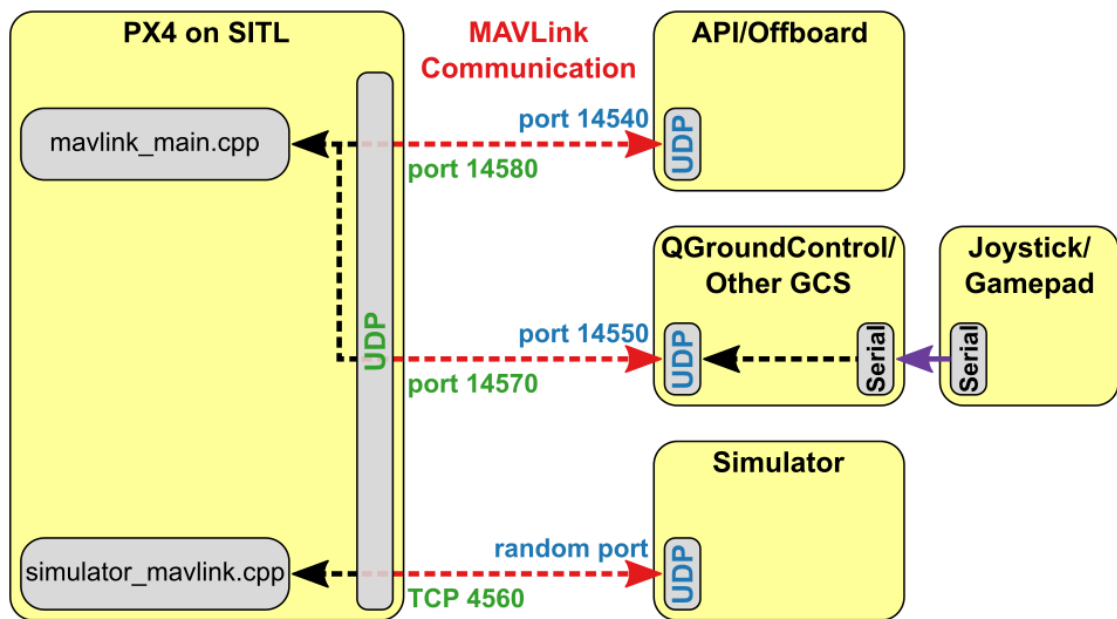 PX4 on SITL
MAVLink
Communication
API/Offboard
mavlink_main.cpp
port 14540
port 14580
UDP
QGroundControl/
Other GCS
Joystick/
Gamepad
UDP
port 14550
port 14570
UDP
Serial
Serial
Simulator
simulator_mavlink.cpp
random port
TCP 4560
UDP